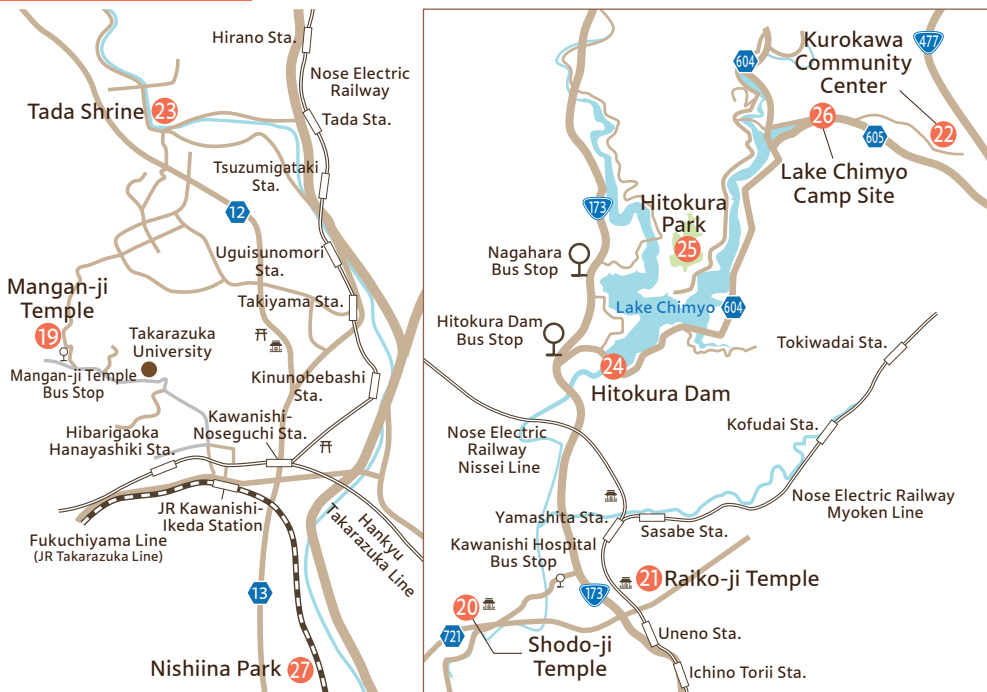 Hirano Sta.
Nose Electric
Railway
Tada Shrine 23
Tada Sta.
Tsuzumigataki
Sta.
12
Uguisunomori
Sta.
Mangan-ji
Temple
19
Takiyama Sta.
Takarazuka
University
Mangan-ji Temple
Bus Stop
Kinunobebashi
Sta.
Kawanishi-
Noseguchi Sta.
Hibarigaoka
Hanayashiki Sta.
JR Kawanishi-
Ikeda Station
Hankyu
Takarazuka Line
Fukuchiyama Line
(JR Takarazuka Line)
13
Nishiina Park 27
Kurokawa
Community
Center
477
604
26
605
22
Lake Chimyo
Camp Site
173
Hitokura
Park
25
Nagahara
Bus Stop
Lake Chimyo
604
Hitokura Dam
Bus Stop
Tokiwadai Sta.
24
Hitokura Dam
Kofudai Sta.
Nose Electric
Railway
Nissei Line
Nose Electric Railway
Myoken Line
Yamashita Sta.
Sasabe Sta.
Kawanishi Hospital
Bus Stop
21 Raiko-ji Temple
173
20
721
Shodo-ji
Temple
Uneno Sta.
Ichino Torii Sta.